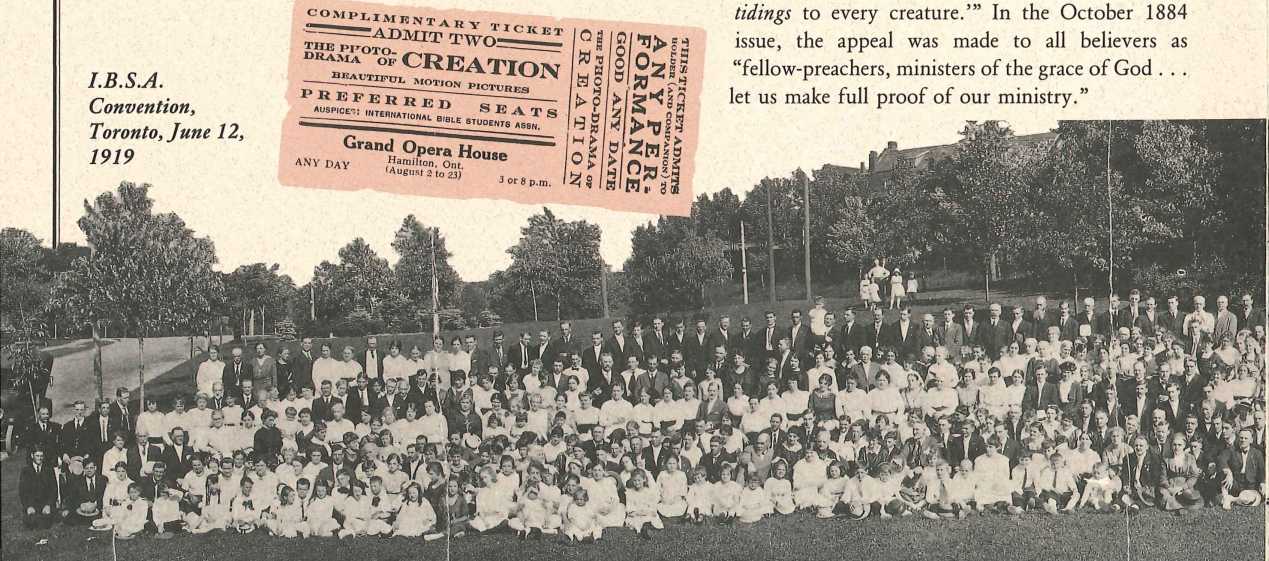 I.B.S.A.
Convention,
Toronto, June 12,
1919
COMPLIMENTARY TICKET
ADMIT TWO
THE PHOTO-
DRAMA OF CREATION
BEAUTIFUL MOTION PICTURES
PREFERRED SEATS
AUSPICES: INTERNATIONAL BIBLE STUDENTS ASSN.
Grand Opera House
ANY DAY
Hamilton, Ont.
(August 2 to 23)
3 or 8 p.m.
THIS TICKET ADMITS
HOLDER (AND COMPANION) TO
ANY PER-
FORMANCE
GOOD ANY DATE
THE PHOTO-DRAMA OF
CREATION
tidings to every creature.’” In the October 1884
issue, the appeal was made to all believers as
“fellow-preachers, ministers of the grace of God . . .
let us make full proof of our ministry.”